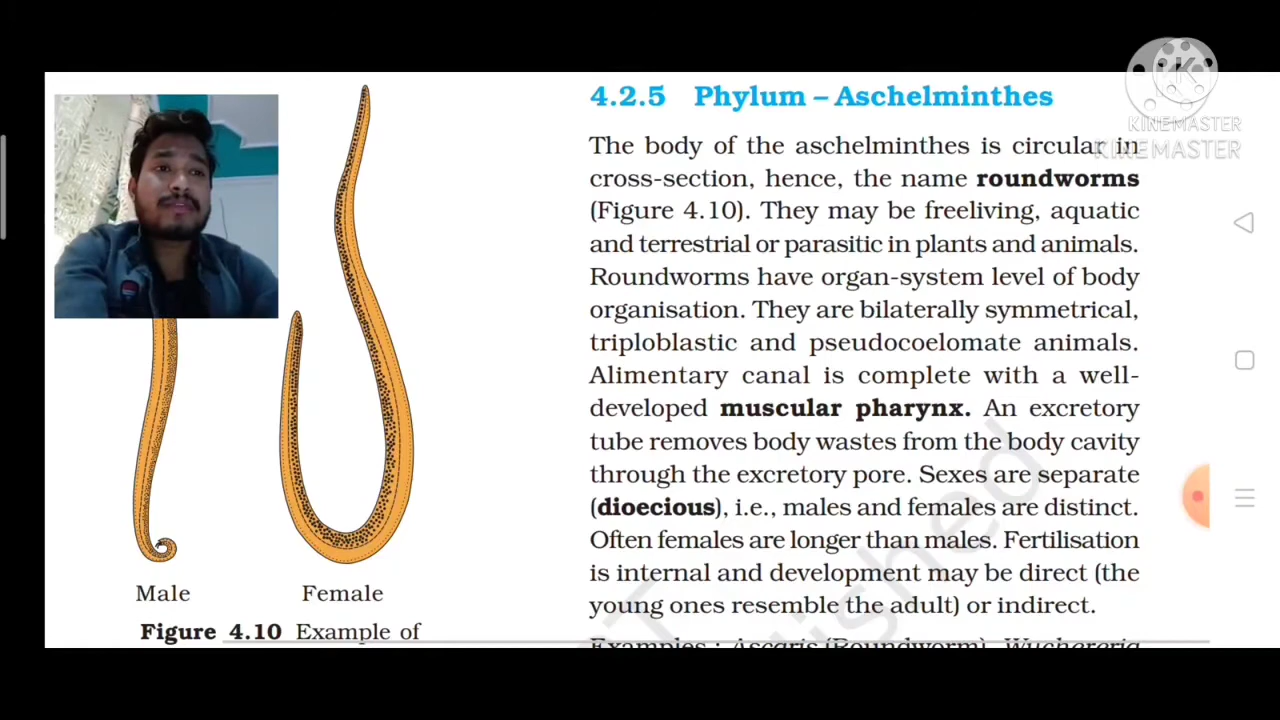 KINEMASTER
KINEMASTER
4.2.5 Phylum – Aschelminthes
The body of the aschelminthes is circular in
cross-section, hence, the name roundworms
(Figure 4.10). They may be freeliving, aquatic
and terrestrial or parasitic in plants and animals.
Roundworms have organ-system level of body
organisation. They are bilaterally symmetrical,
triploblastic and pseudocoelomate animals.
Alimentary canal is complete with a well-
developed muscular pharynx. An excretory
tube removes body wastes from the body cavity
through the excretory pore. Sexes are separate
(dioecious), i.e., males and females are distinct.
Often females are longer than males. Fertilisation
is internal and development may be direct (the
young ones resemble the adult) or indirect.
Examples : Ascaris (Roundworm), Wuchereria
Male Female
Figure 4.10 Example of